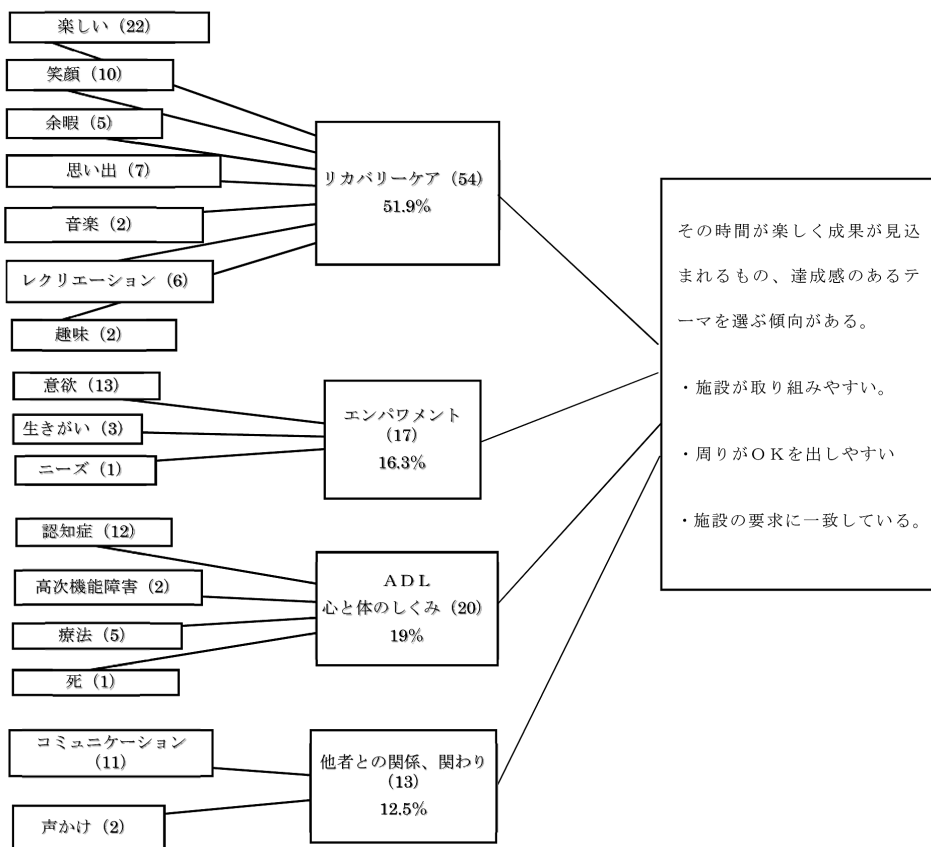 楽しい（22）
笑顔（10）
余暇（5）
思い出（7）
音楽（2）
レクリエーション（6）
趣味（2）
意欲（13）
生きがい（3）
ニーズ（1）
認知症（12）
高次機能障害（2）
療法（5）
死（1）
コミュニケーション
（11）
声かけ（2）
リカバリーケア（54）
51.9%
エンパワメント
（17）
16.3%
ＡＤＬ
心と体のしくみ（20）
19%
他者との関係、関わり
（13）
12.5%
その時間が楽しく成果が見込
まれるもの、達成感のあるテ
ーマを選ぶ傾向がある。
・施設が取り組みやすい。
・周りがＯＫを出しやすい
・施設の要求に一致している。